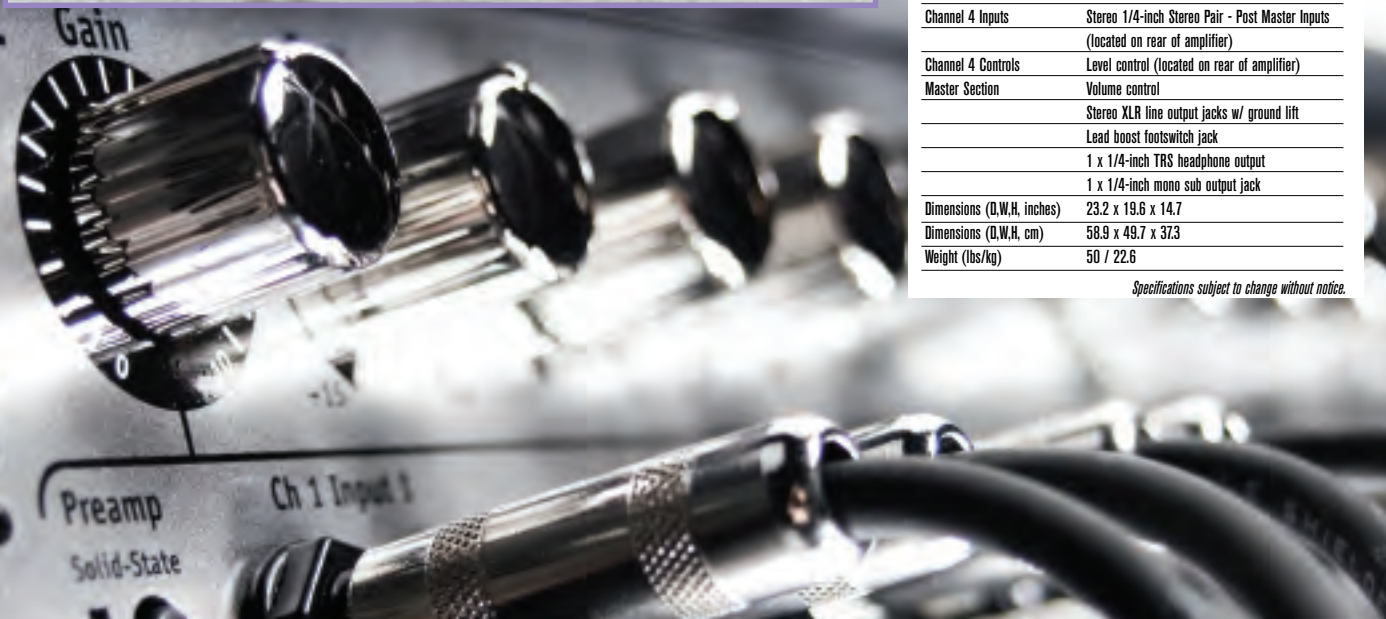 Gain
0
10
-15
Preamp
Solid-State
Ch 1 Input 1
Channel 4 Inputs Stereo 1/4-inch Stereo Pair - Post Master Inputs
(located on rear of amplifier)
Channel 4 Controls Level control (located on rear of amplifier)
Master Section Volume control
Stereo XLR line output jacks w/ ground lift
Lead boost footswitch jack
1 x 1/4-inch TRS headphone output
1 x 1/4-inch mono sub output jack
Dimensions (D,W,H, inches) 23.2 x 19.6 x 14.7
Dimensions (D,W,H, cm) 58.9 x 49.7 x 37.3
Weight (lbs/kg) 50 / 22.6
Specifications subject to change without notice.